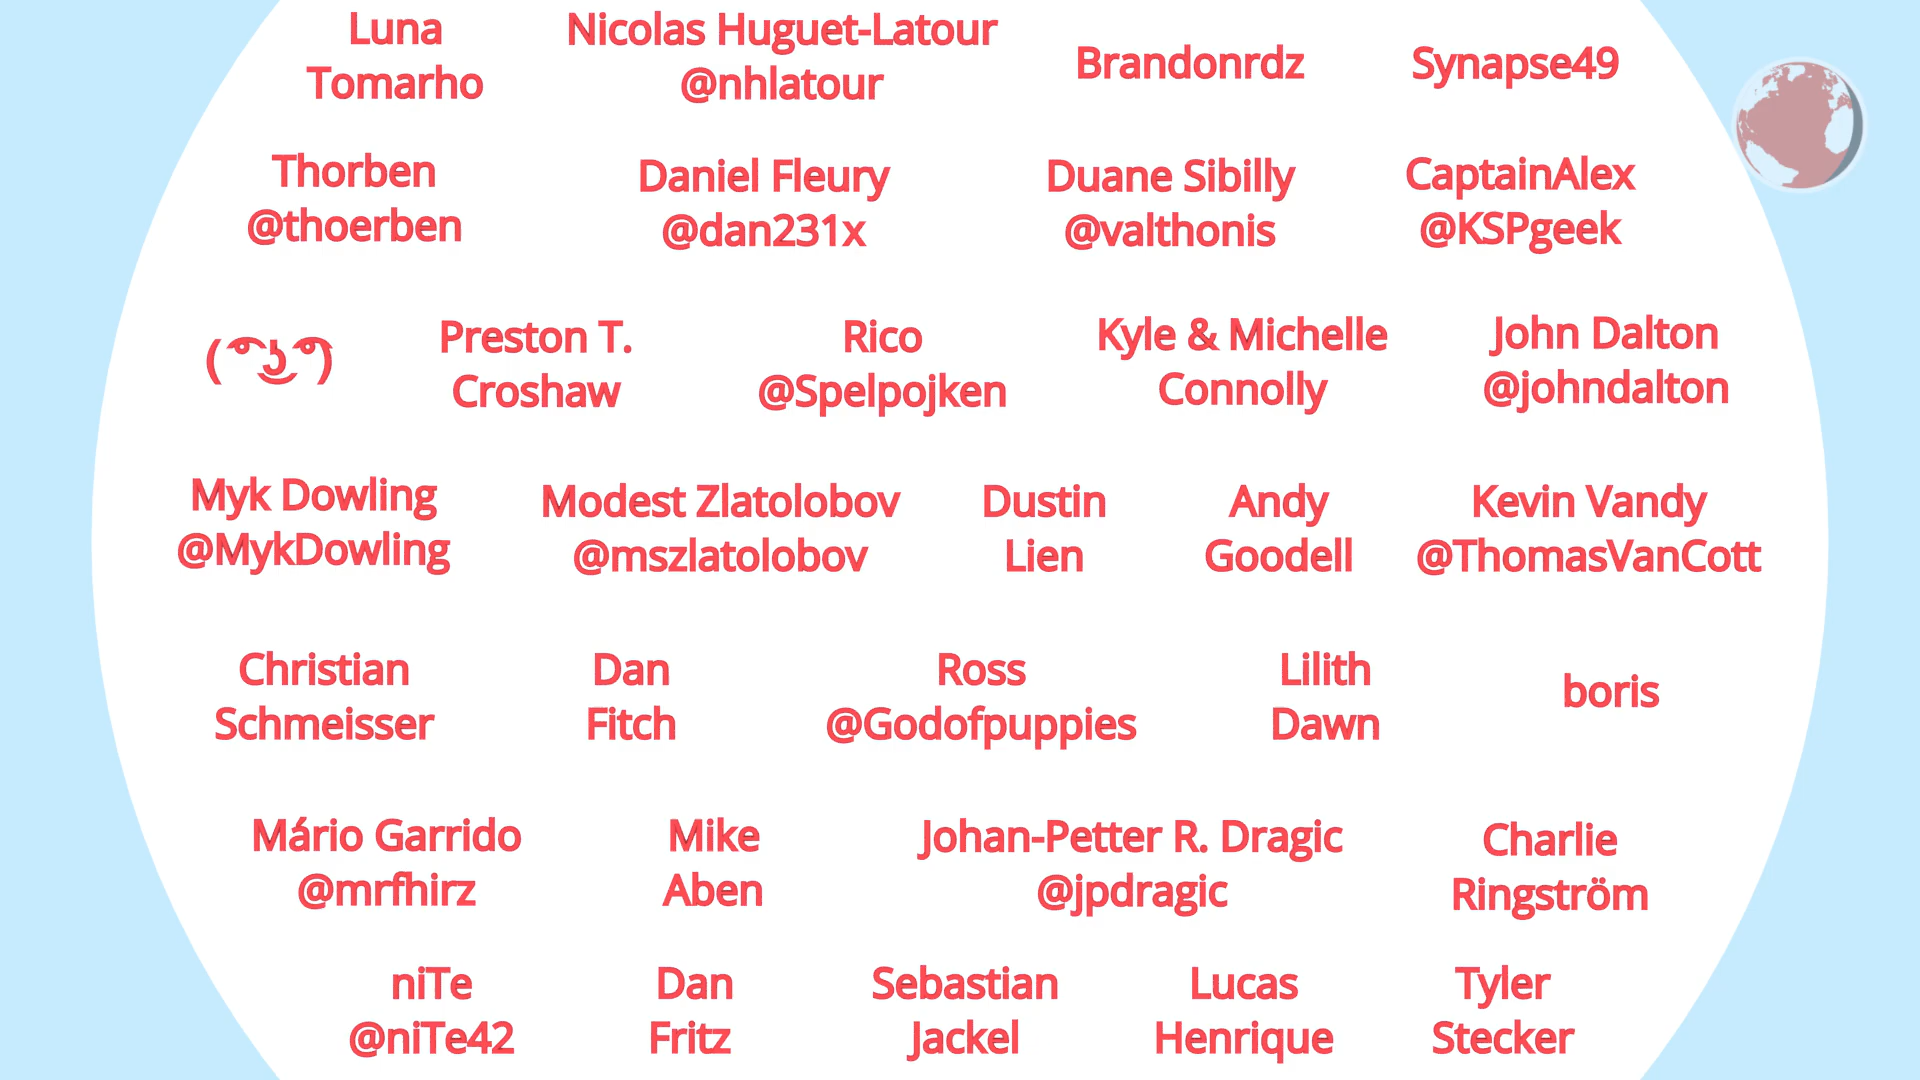 Luna
Tomarho
Nicolas Huguet-Latour
@nhlatour
Brandonrdz
Synapse49
Thorben
@thoerben
Daniel Fleury
@dan231x
Duane Sibilly
@valthonis
CaptainAlex
@KSPgeek
( ͡° ͜ʖ ͡°)
Preston T.
Croshaw
Rico
@Spelpojken
Kyle & Michelle
Connolly
John Dalton
@johndalton
Myk Dowling
@MykDowling
Modest Zlatolobov
@mszlatolobov
Dustin
Lien
Andy
Goodell
Kevin Vandy
@ThomasVanCott
Christian
Schmeisser
Dan
Fitch
Ross
@Godofpuppies
Lilith
Dawn
boris
Mário Garrido
@mrfhirz
Mike
Aben
Johan-Petter R. Dragic
@jpdragic
Charlie
Ringström
niTe
@niTe42
Dan
Fritz
Sebastian
Jackel
Lucas
Henrique
Tyler
Stecker